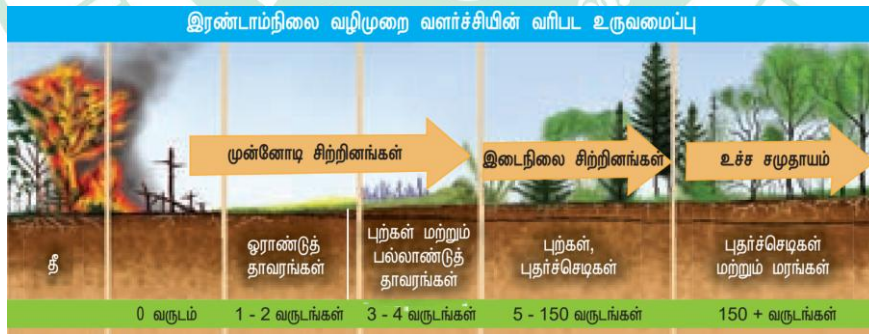 இரண்டாம்நிலை வழிமுறை வளர்ச்சியின் வரிபட உருவமைப்பு
முன்னோடி சிற்றினங்கள்
இடைநிலை சிற்றினங்கள்
உச்ச சமுதாயம்
தீ
ஓராண்டுத்
தாவரங்கள்
புற்கள் மற்றும்
பல்லாண்டுத்
தாவரங்கள்
புற்கள்,
புதர்ச்செடிகள்
புதர்ச்செடிகள்
மற்றும் மரங்கள்
0 வருடம்
1 - 2 வருடங்கள்
3 - 4 வருடங்கள்
5 - 150 வருடங்கள்
150 + வருடங்கள்